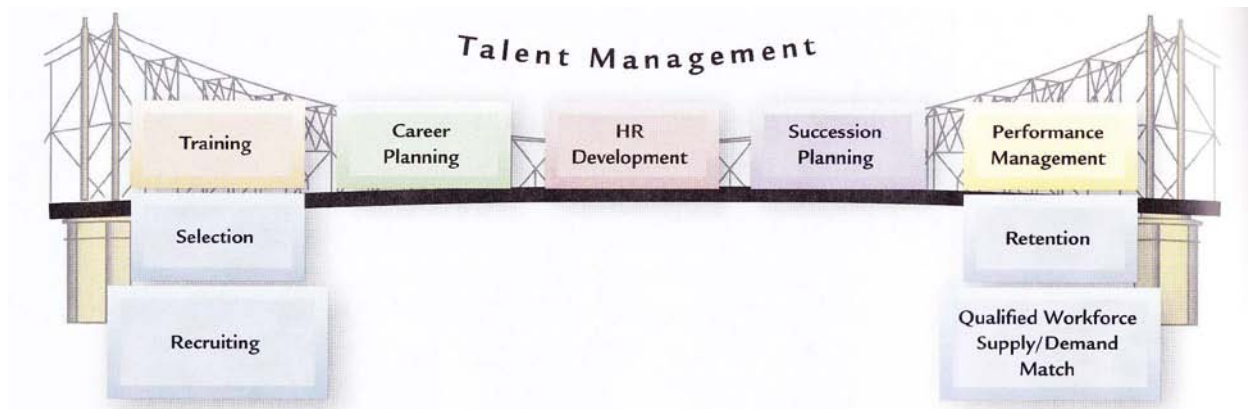 Talent Management
Training
Career
Planning
HR
Development
Succession
Planning
Performance
Management
Selection
Retention
Recruiting
Qualified Workforce
Supply/Demand
Match